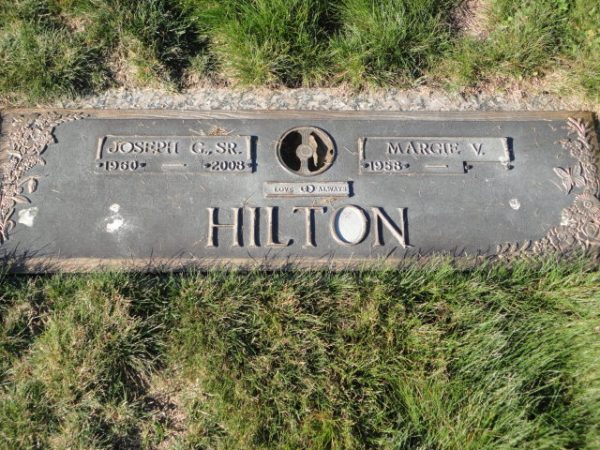 JOSEPH G. SR.
1960 — 2008
MARGIE V.
1958 —
LOVE ALWAYS
HILTON